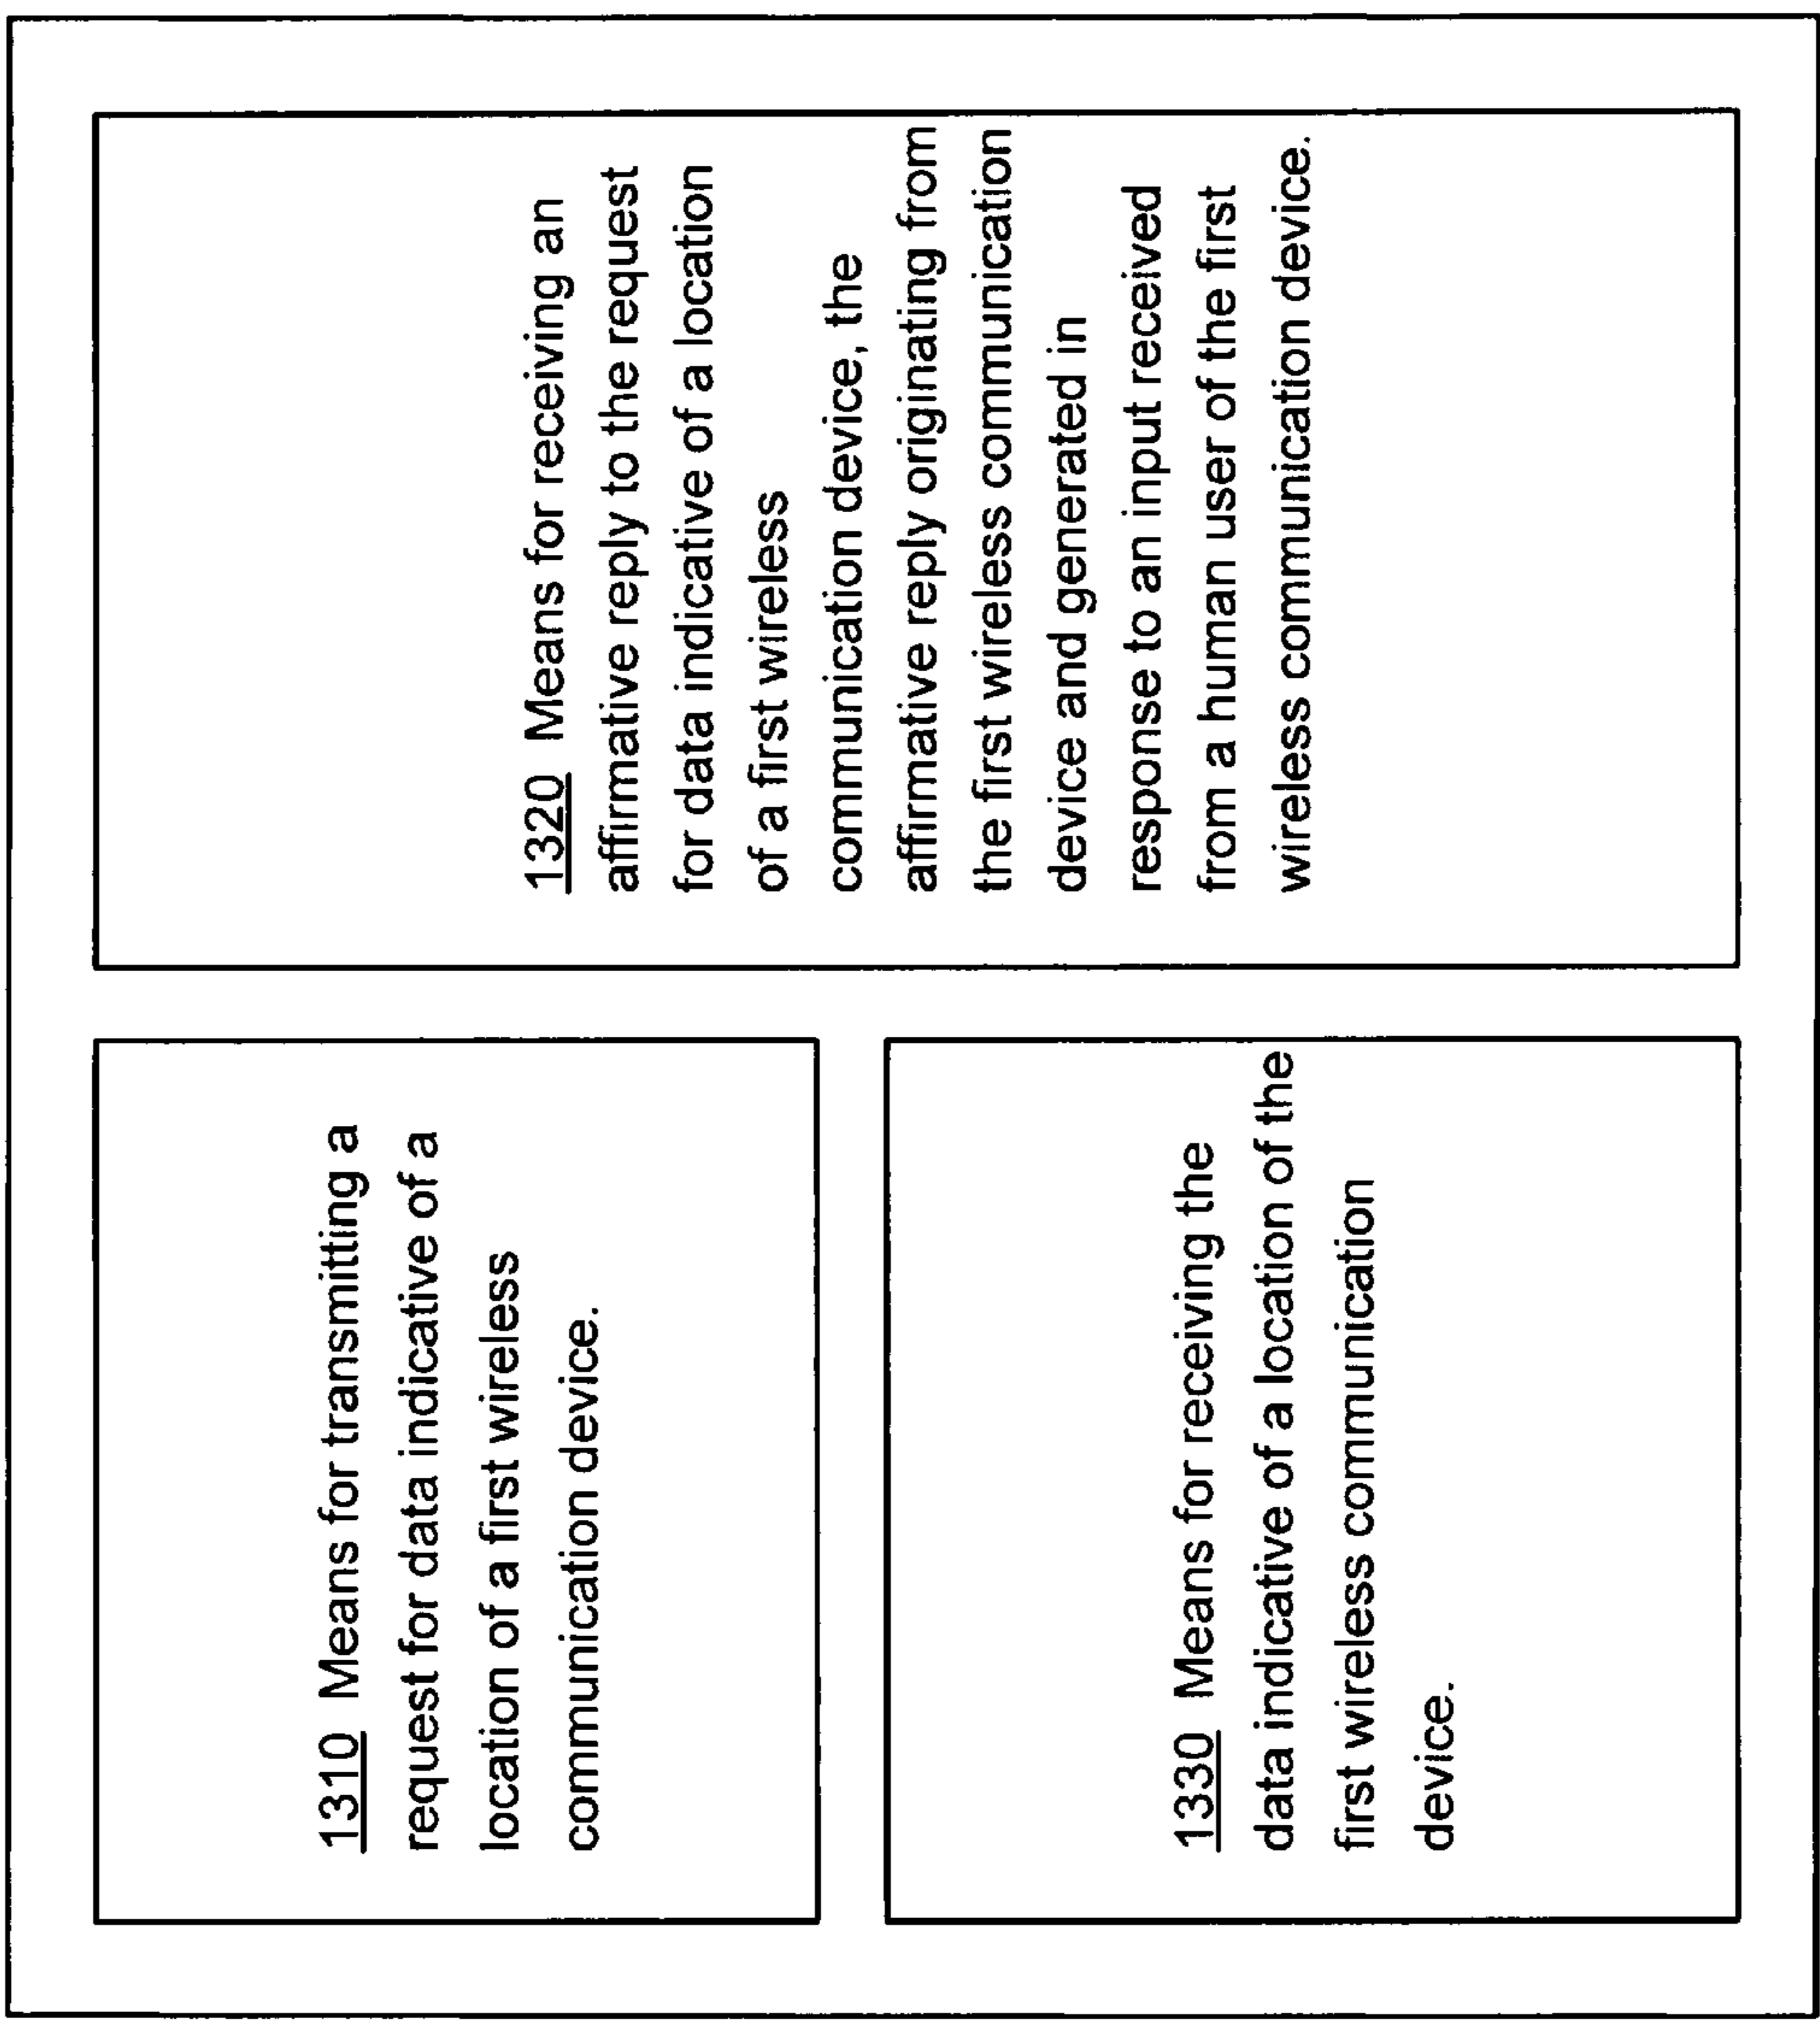 1310 Means for transmitting a
request for data indicative of a
location of a first wireless
communication device.
1320 Means for receiving an
affirmative reply to the request
for data indicative of a location
of a first wireless
communication device, the
affirmative reply originating from
the first wireless communication
device and generated in
response to an input received
from a human user of the first
wireless communication device.
1330 Means for receiving the
data indicative of a location of the
first wireless communication
device.